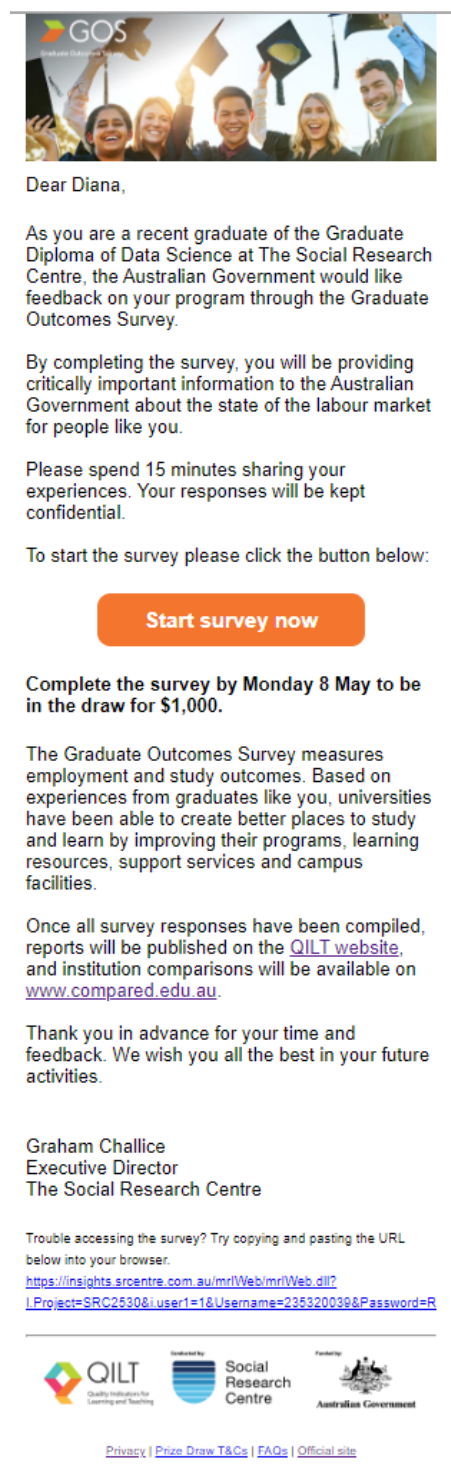 GOS
Graduate Outcomes Survey
Dear Diana,
As you are a recent graduate of the Graduate
Diploma of Data Science at The Social Research
Centre, the Australian Government would like
feedback on your program through the Graduate
Outcomes Survey.
By completing the survey, you will be providing
critically important information to the Australian
Government about the state of the labour market
for people like you.
Please spend 15 minutes sharing your
experiences. Your responses will be kept
confidential.
To start the survey please click the button below:
Start survey now
Complete the survey by Monday 8 May to be
in the draw for $1,000.
The Graduate Outcomes Survey measures
employment and study outcomes. Based on
experiences from graduates like you, universities
have been able to create better places to study
and learn by improving their programs, learning
resources, support services and campus
facilities.
Once all survey responses have been compiled,
reports will be published on the QILT website,
and institution comparisons will be available on
www.compared.edu.au.
Thank you in advance for your time and
feedback. We wish you all the best in your future
activities.
Graham Challice
Executive Director
The Social Research Centre
Trouble accessing the survey? Try copying and pasting the URL
below into your browser.
https://insights.srcentre.com.au/mrIWeb/mrIWeb.dll?
I.Project=SRC2530&i.user1=1&Username=235320039&Password=R
QILT
Quality Indicators for
Learning and Teaching
Conducted by:
Social
Research
Centre
Funded by:
Australian Government
Privacy | Prize Draw T&Cs | FAQs | Official site